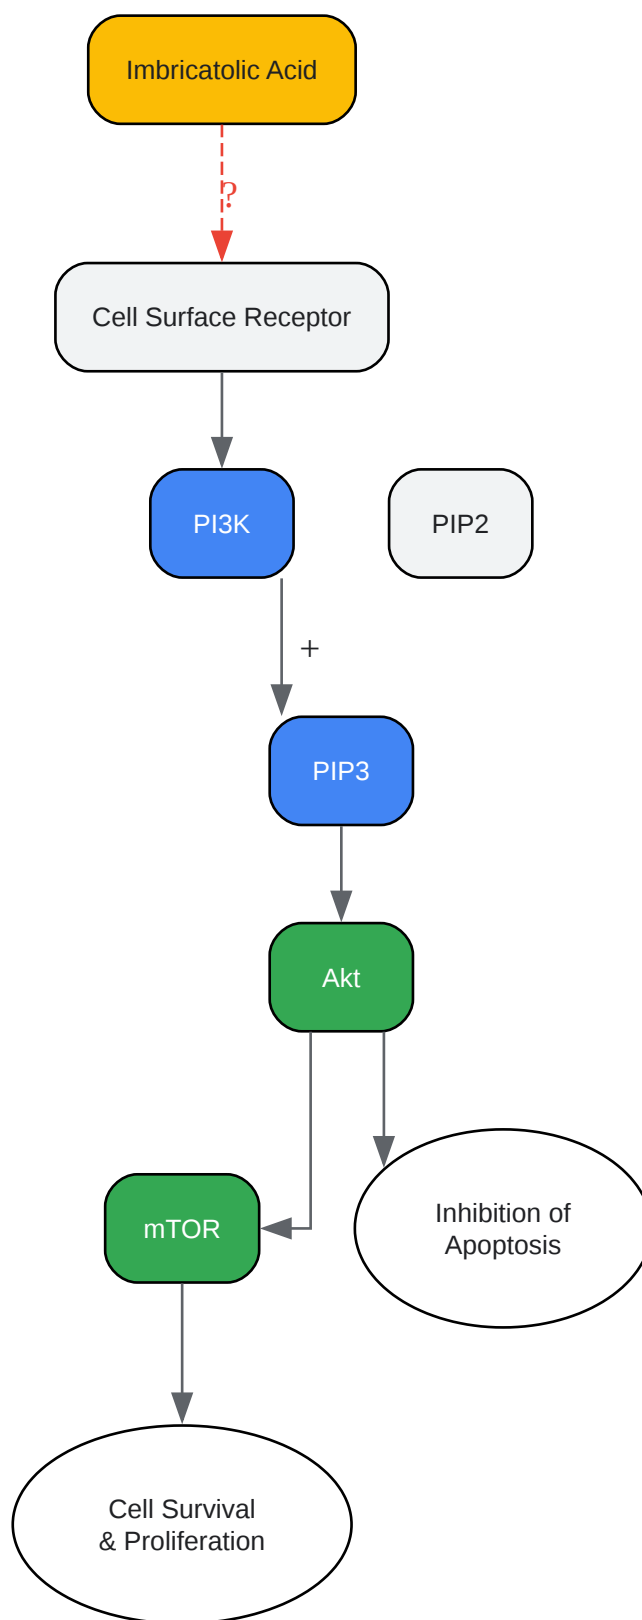 Imbricatolic Acid
?
Cell Surface Receptor
PI3K
PIP2
+
PIP3
Akt
Inhibition of
Apoptosis
mTOR
Cell Survival
& Proliferation